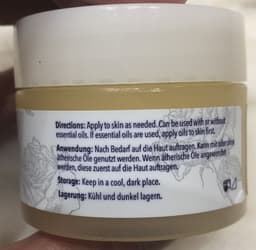 Directions: Apply to skin as needed. Can be used with or without
essential oils. If essential oils are used, apply oils to skin first.
Anwendung: Nach Bedarf auf die Haut auftragen. Kann mit oder ohne
ätherische Öle genutzt werden. Wenn ätherische Öle angewendet
werden, diese zuerst auf die Haut auftragen.
Storage: Keep in a cool, dark place.
Lagerung: Kühl und dunkel lagern.